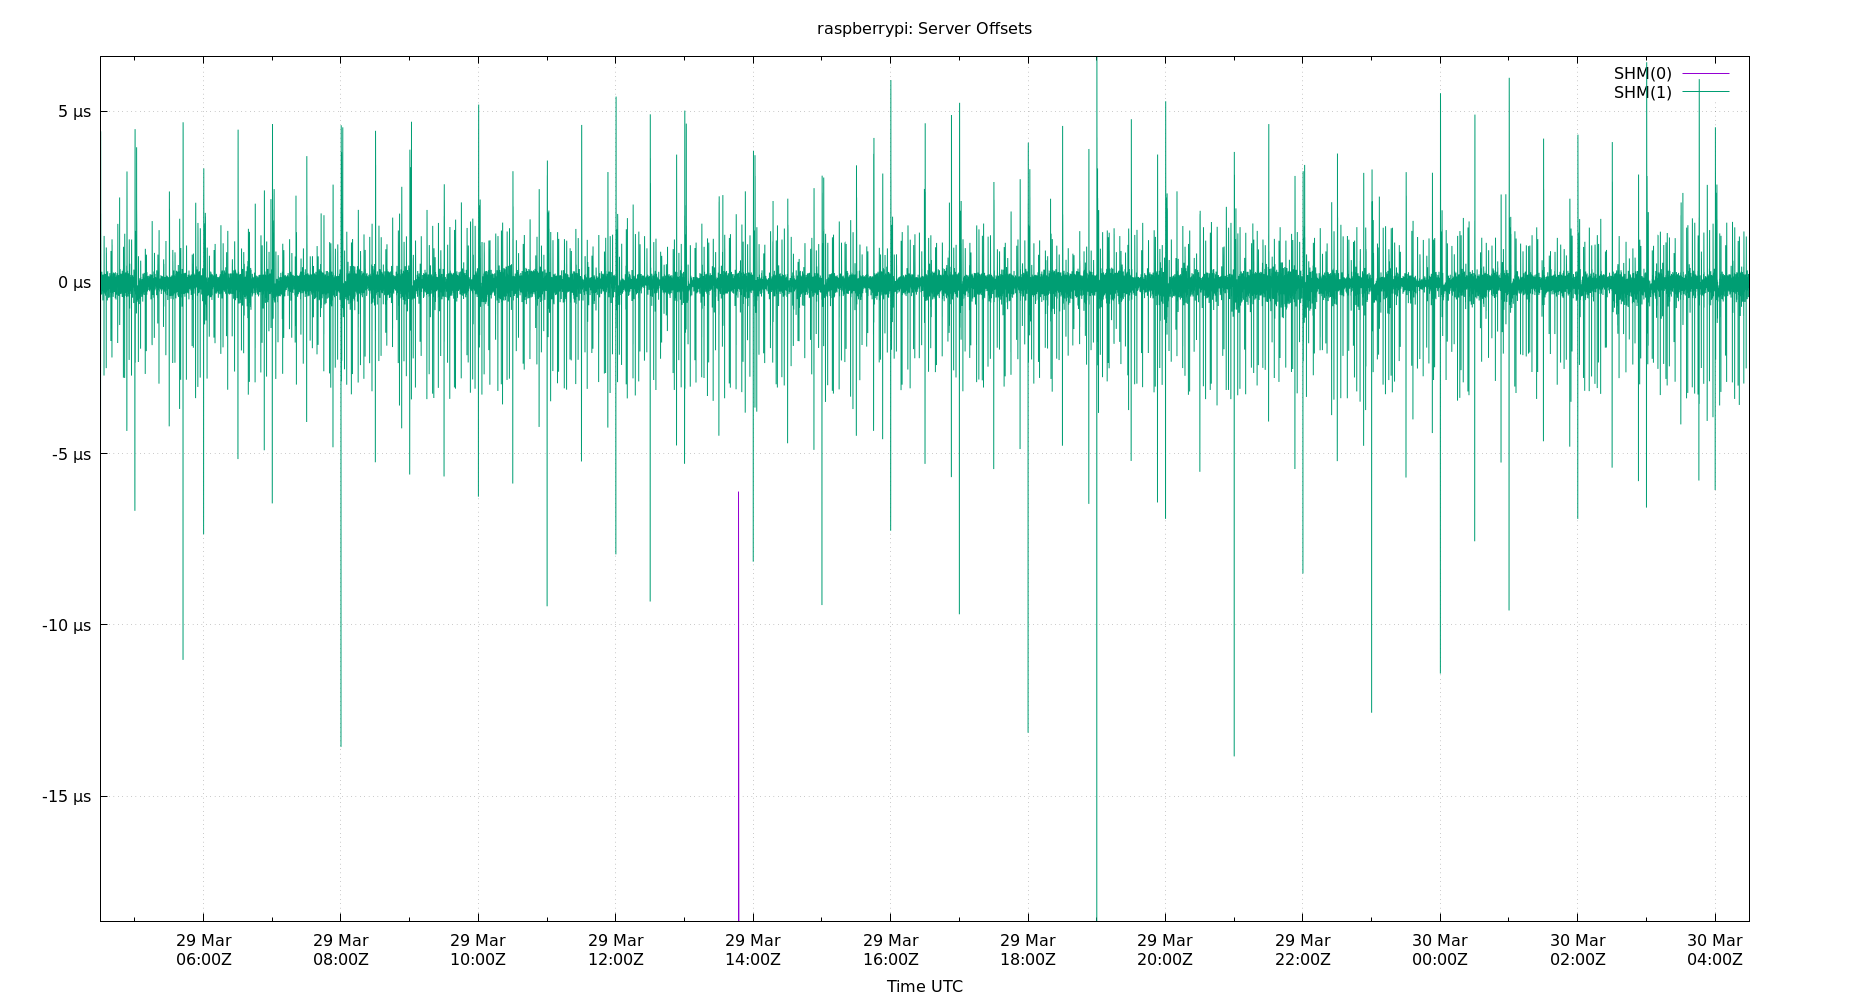 raspberrypi: Server Offsets
SHM(0)
SHM(1)
5 µs
0 µs
-5 µs
-10 µs
-15 µs
29 Mar 29 Mar 29 Mar 29 Mar 29 Mar 29 Mar 29 Mar 29 Mar 29 Mar 30 Mar 30 Mar 30 Mar
06:00Z 08:00Z 10:00Z 12:00Z 14:00Z 16:00Z 18:00Z 20:00Z 22:00Z 00:00Z 02:00Z 04:00Z
Time UTC